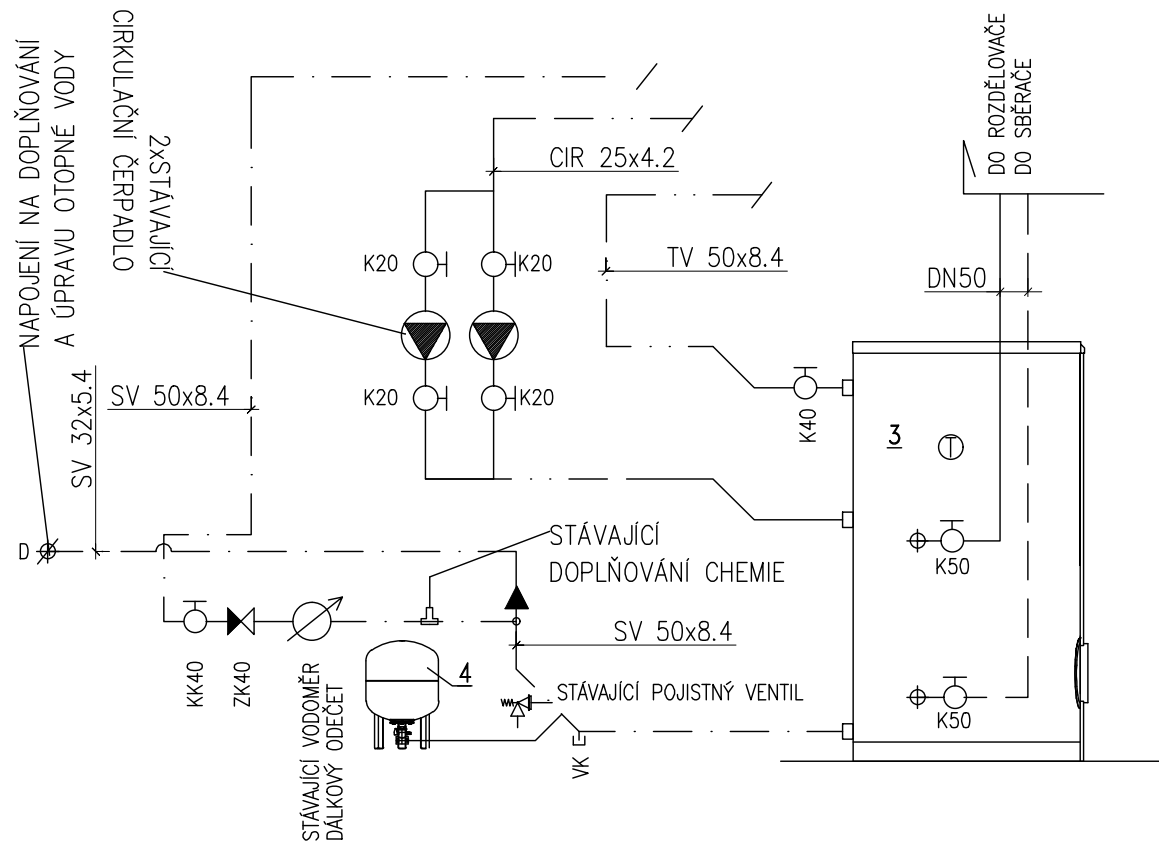 NAPOJENÍ NA DOPLŇOVÁNÍ
A ÚPRAVU OTOPNÉ VODY
CIRKULAČNÍ ČERPADLO
2xSTÁVAJÍCÍ
CIR 25x4.2
DO ROZDĚLOVAČE
DO SBĚRAČE
K20
K20
TV 50x8.4
DN50
SV 32x5.4
SV 50x8.4
K20
K20
K40
3
T
D
STÁVAJÍCÍ
DOPLŇOVÁNÍ CHEMIE
K50
SV 50x8.4
KK40
ZK40
STÁVAJÍCÍ VODOMĚR
DÁLKOVÝ ODEČET
4
STÁVAJÍCÍ POJISTNÝ VENTIL
K50
VK